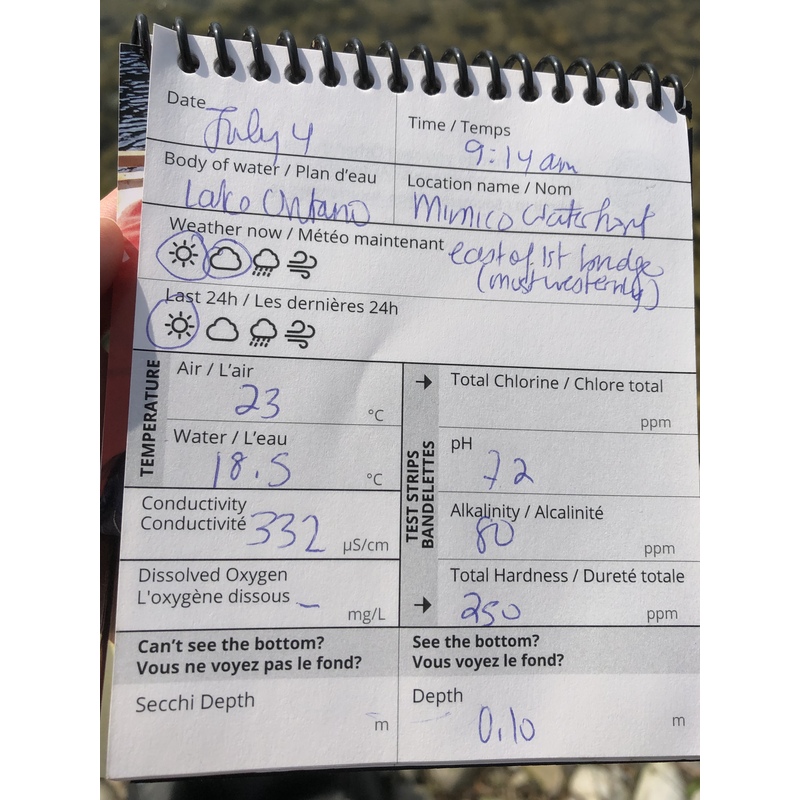 Date July 4
Time / Temps 9:14 am
Body of water / Plan d'eau
Lake Ontario
Location name / Nom
Mimico Waterfront
east of 1st bridge
(most westerly)
Weather now / Météo maintenant
Last 24h / Les dernières 24h
TEMPERATURE
Air / L'air
23 °C
Water / L'eau
18.5 °C
Conductivity
Conductivité 332 µS/cm
Dissolved Oxygen
L'oxygène dissous — mg/L
TEST STRIPS
BANDELETTES
Total Chlorine / Chlore total
ppm
pH
7.2
Alkalinity / Alcalinité
80 ppm
Total Hardness / Dureté totale
250 ppm
Can't see the bottom?
Vous ne voyez pas le fond?
Secchi Depth
— m
See the bottom?
Vous voyez le fond?
Depth
0.10 m